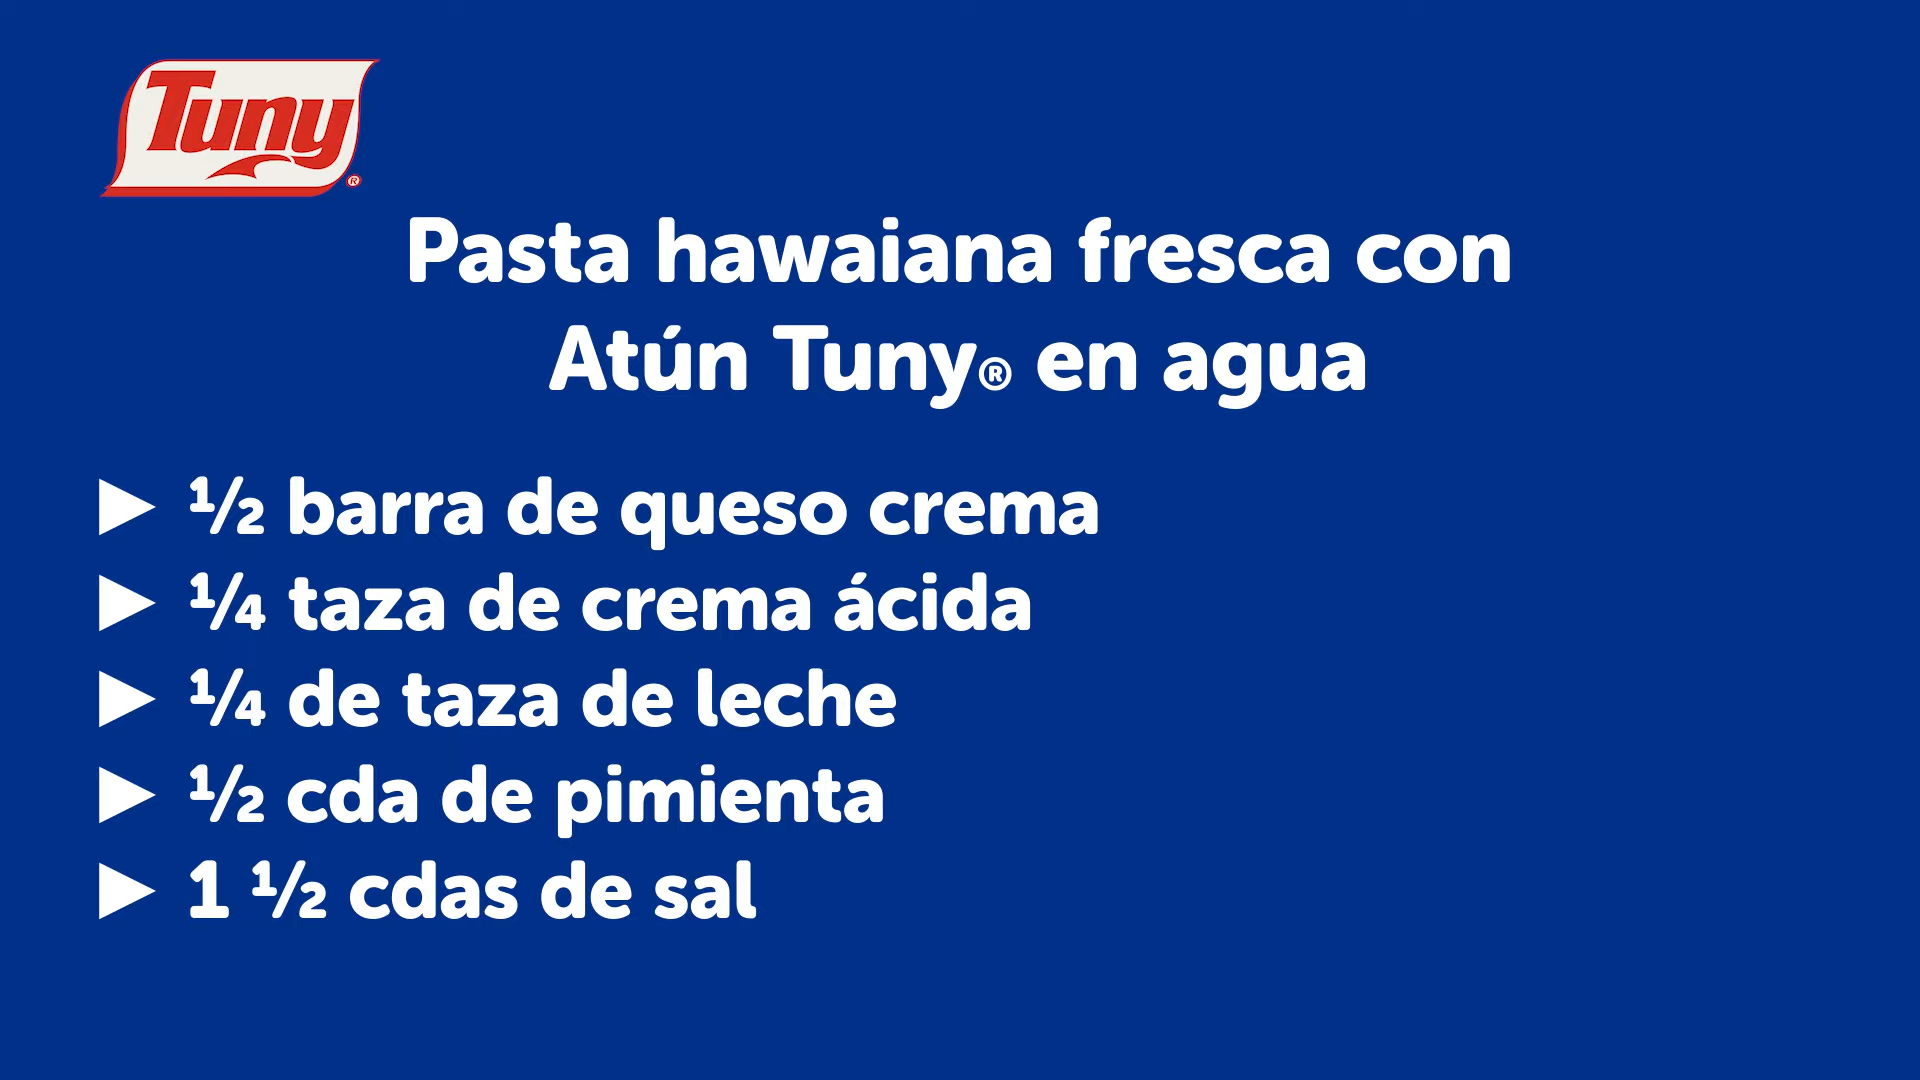 Tuny®
Pasta hawaiana fresca con
Atún Tuny® en agua
► ½ barra de queso crema
► ¼ taza de crema ácida
► ¼ de taza de leche
► ½ cda de pimienta
► 1 ½ cdas de sal